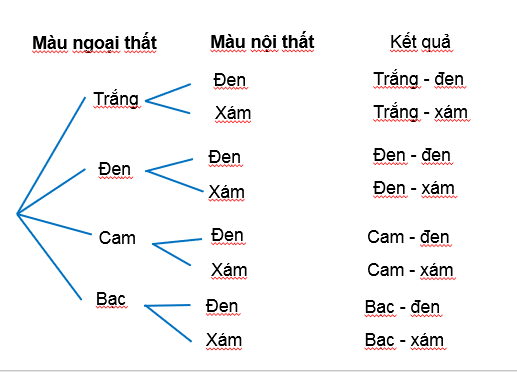 Màu ngoại thất Màu nội thất Kết quả
Trắng Đen Trắng - đen
Xám Trắng - xám
Đen Đen Đen - đen
Xám Đen - xám
Cam Đen Cam - đen
Xám Cam - xám
Bạc Đen Bạc - đen
Xám Bạc - xám